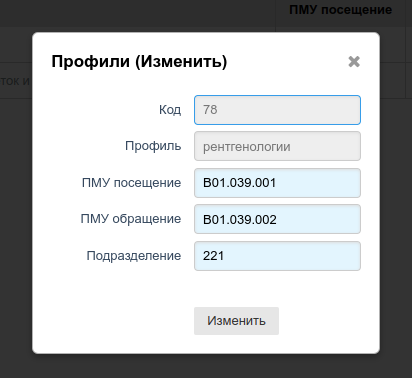 ПМУ посещение
Профили (Изменить)
ток и
Код 78
Профиль рентгенологии
ПМУ посещение B01.039.001
ПМУ обращение B01.039.002
Подразделение 221
Изменить